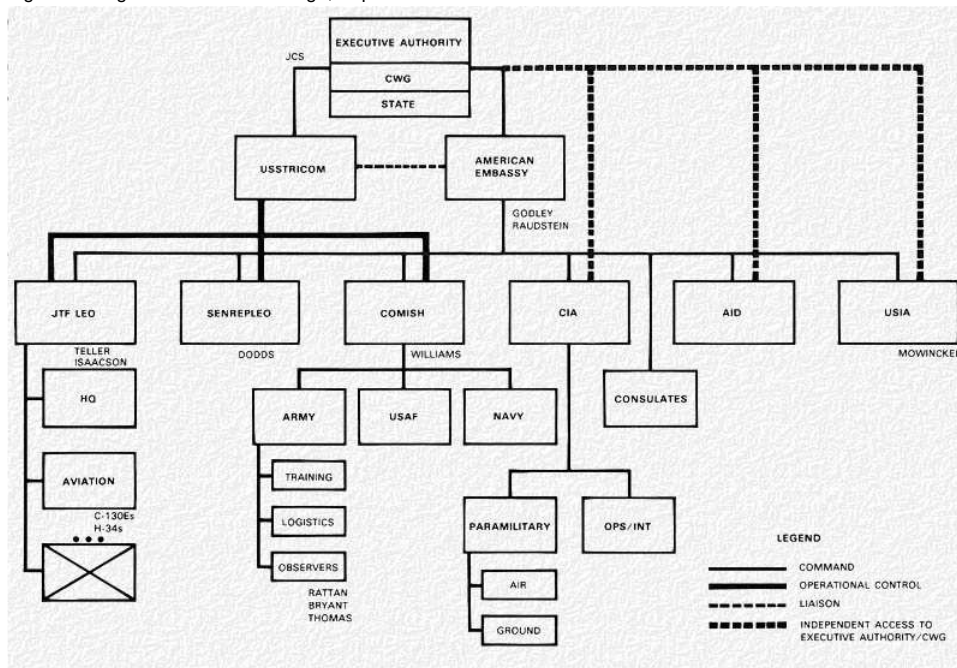 EXECUTIVE AUTHORITY
JCS
CWG
STATE
USSTRICOM
AMERICAN
EMBASSY
GODLEY
RAUDSTEIN
JTF LEO
SENREPLEO
COMISH
CIA
AID
USIA
TELLER
ISAACSON
DODDS
WILLIAMS
MOWINCKEL
HQ
ARMY
USAF
NAVY
CONSULATES
AVIATION
C-130Es
H-34s
TRAINING
LOGISTICS
OBSERVERS
RATTAN
BRYANT
THOMAS
PARAMILITARY
OPS/INT
AIR
GROUND
LEGEND
COMMAND
OPERATIONAL CONTROL
LIAISON
INDEPENDENT ACCESS TO
EXECUTIVE AUTHORITY/CWG